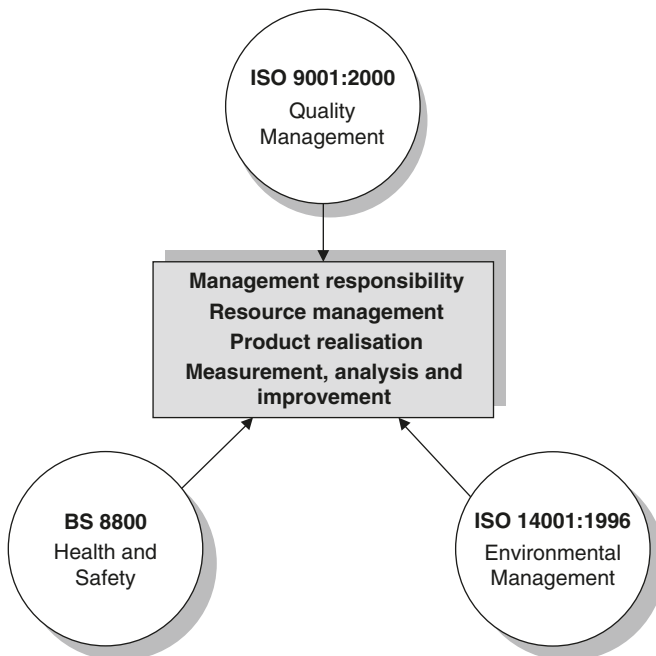 ISO 9001:2000
Quality
Management
Management responsibility
Resource management
Product realisation
Measurement, analysis and
improvement
BS 8800
Health and
Safety
ISO 14001:1996
Environmental
Management